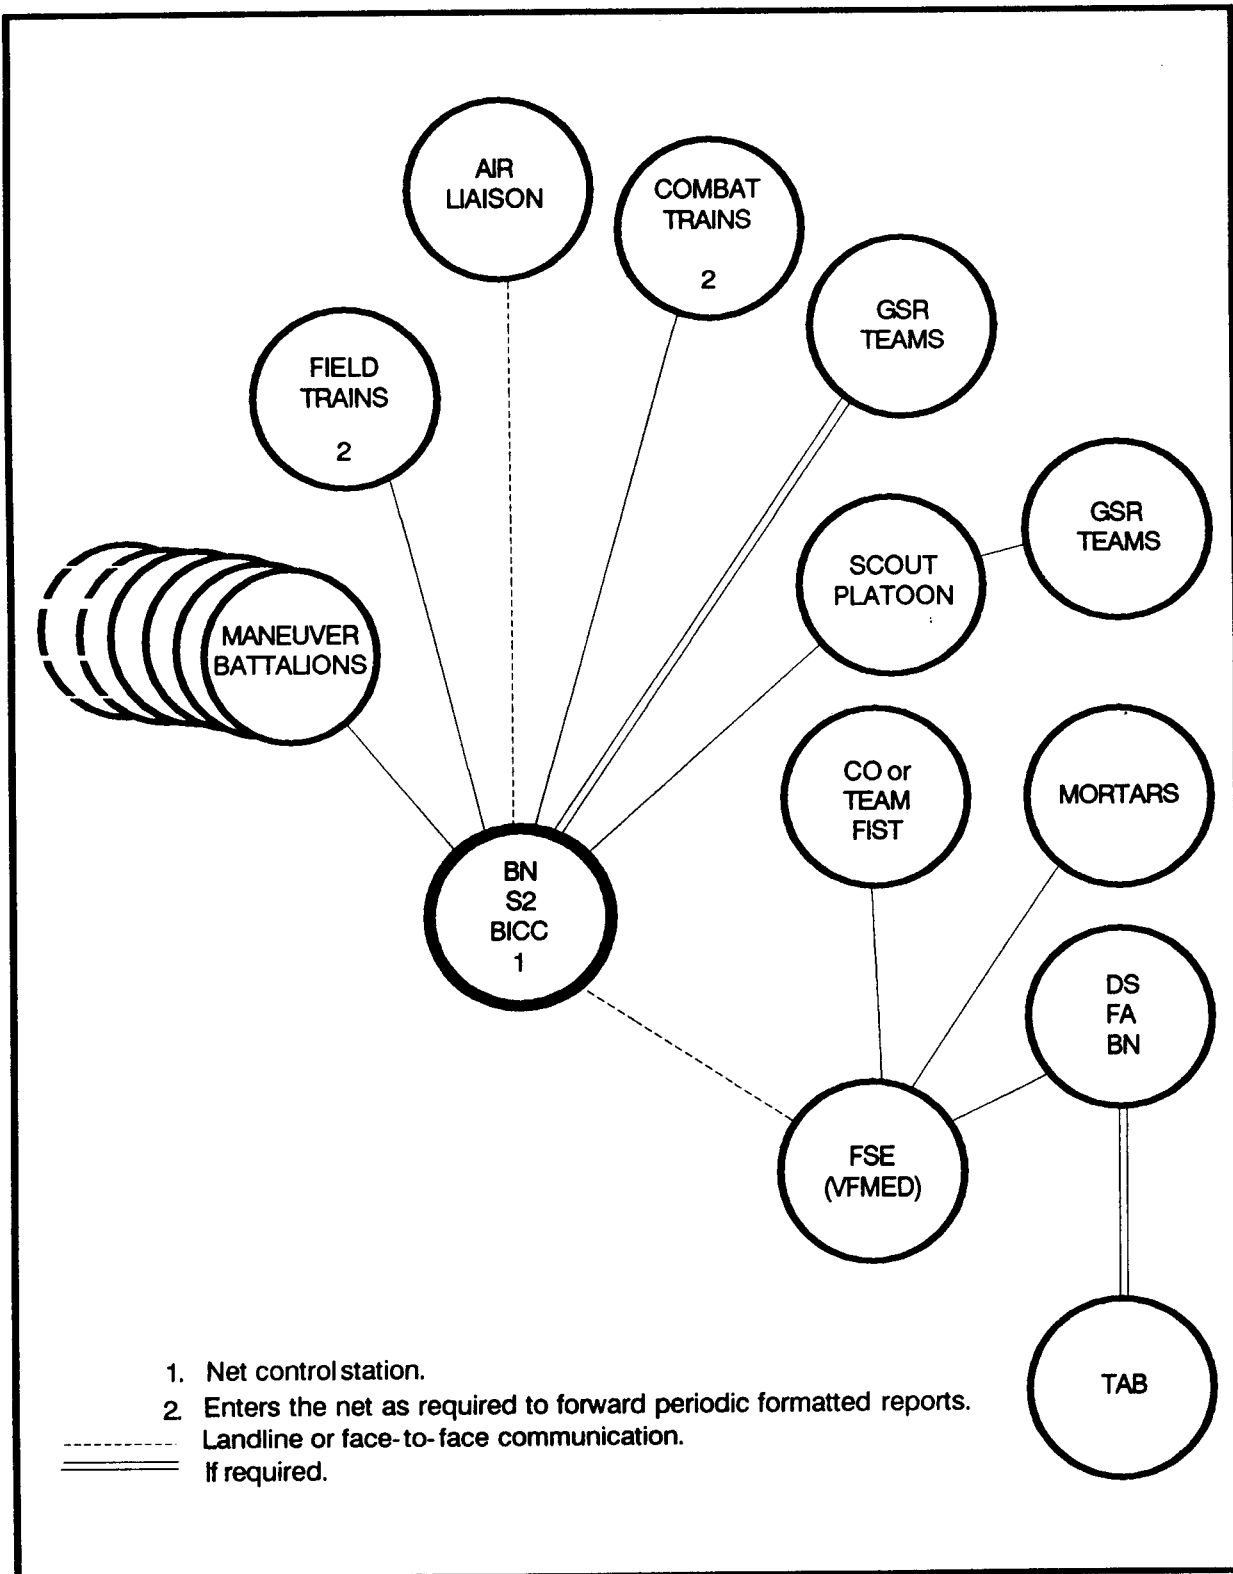 AIR
LIAISON
COMBAT
TRAINS
2
GSR
TEAMS
FIELD
TRAINS
2
GSR
TEAMS
SCOUT
PLATOON
MANEUVER
BATTALIONS
CO or
TEAM
FIST
MORTARS
BN
S2
BICC
1
DS
FA
BN
FSE
(VFMED)
TAB
1. Net control station.
2. Enters the net as required to forward periodic formatted reports.
Landline or face-to-face communication.
If required.